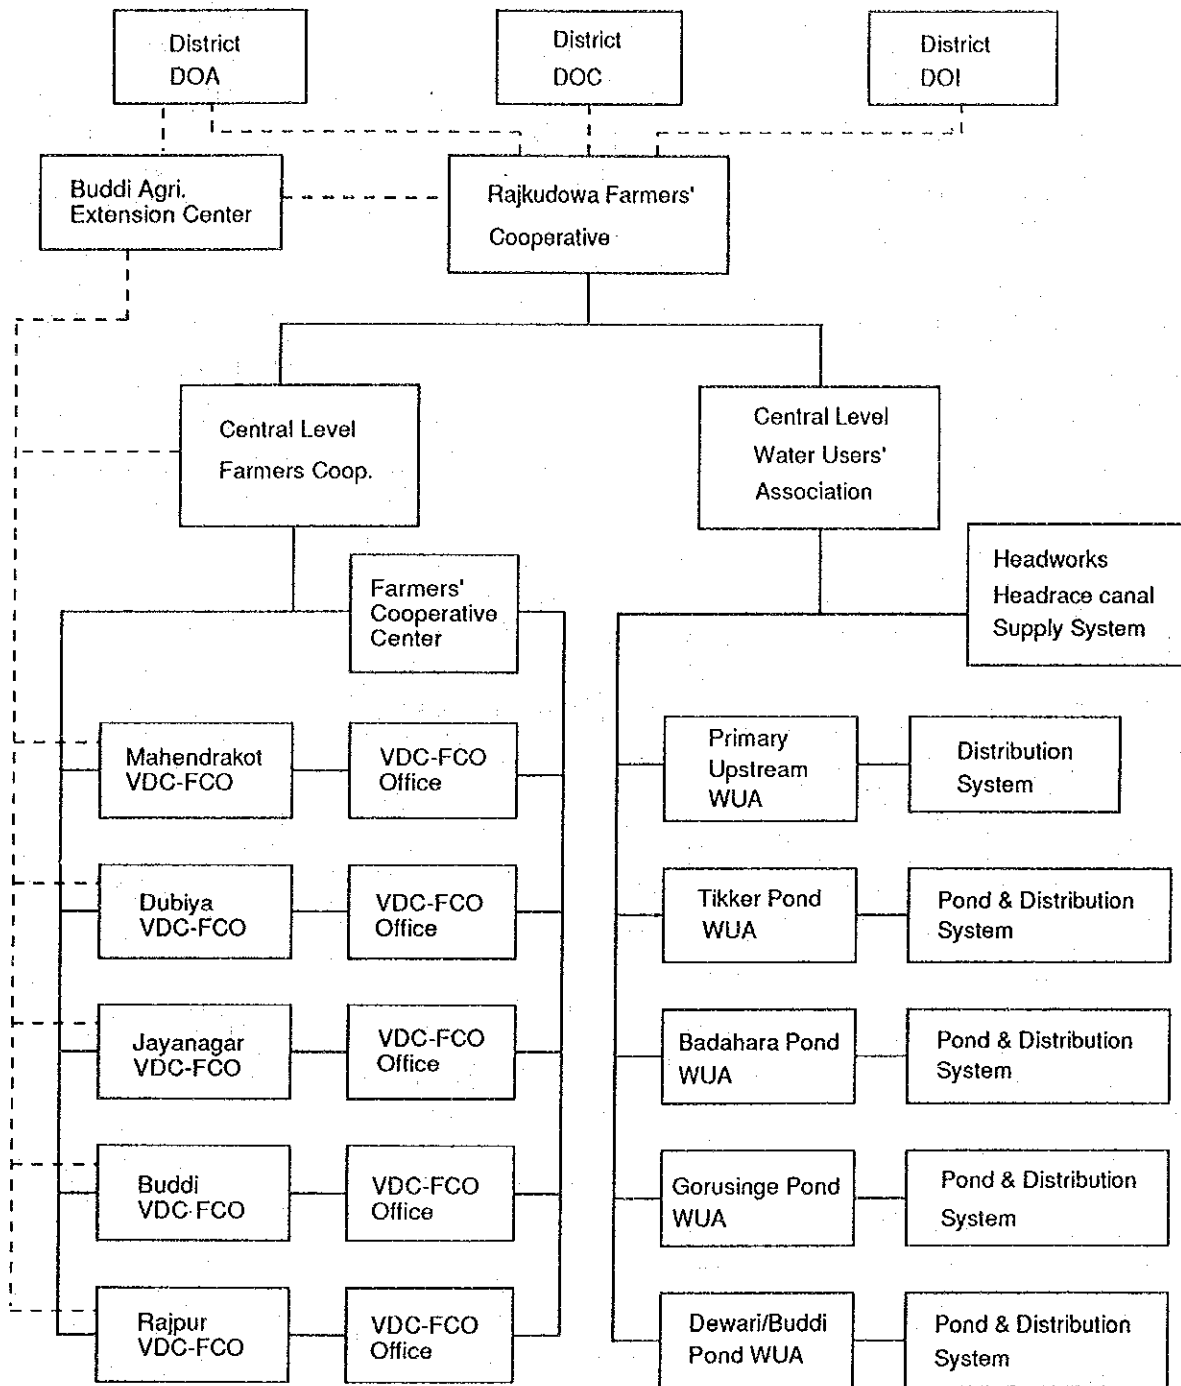 District
DOA
District
DOC
District
DOI
Buddi Agri.
Extension Center
Rajkudowa Farmers'
Cooperative
Central Level
Farmers Coop.
Central Level
Water Users'
Association
Headworks
Headrace canal
Supply System
Farmers'
Cooperative
Center
Mahendrakot
VDC-FCO
VDC-FCO
Office
Primary
Upstream
WUA
Distribution
System
Dubiya
VDC-FCO
VDC-FCO
Office
Tikker Pond
WUA
Pond & Distribution
System
Jayanagar
VDC-FCO
VDC-FCO
Office
Badahara Pond
WUA
Pond & Distribution
System
Buddi
VDC-FCO
VDC-FCO
Office
Gorusinge Pond
WUA
Pond & Distribution
System
Rajpur
VDC-FCO
VDC-FCO
Office
Dewari/Buddi
Pond WUA
Pond & Distribution
System